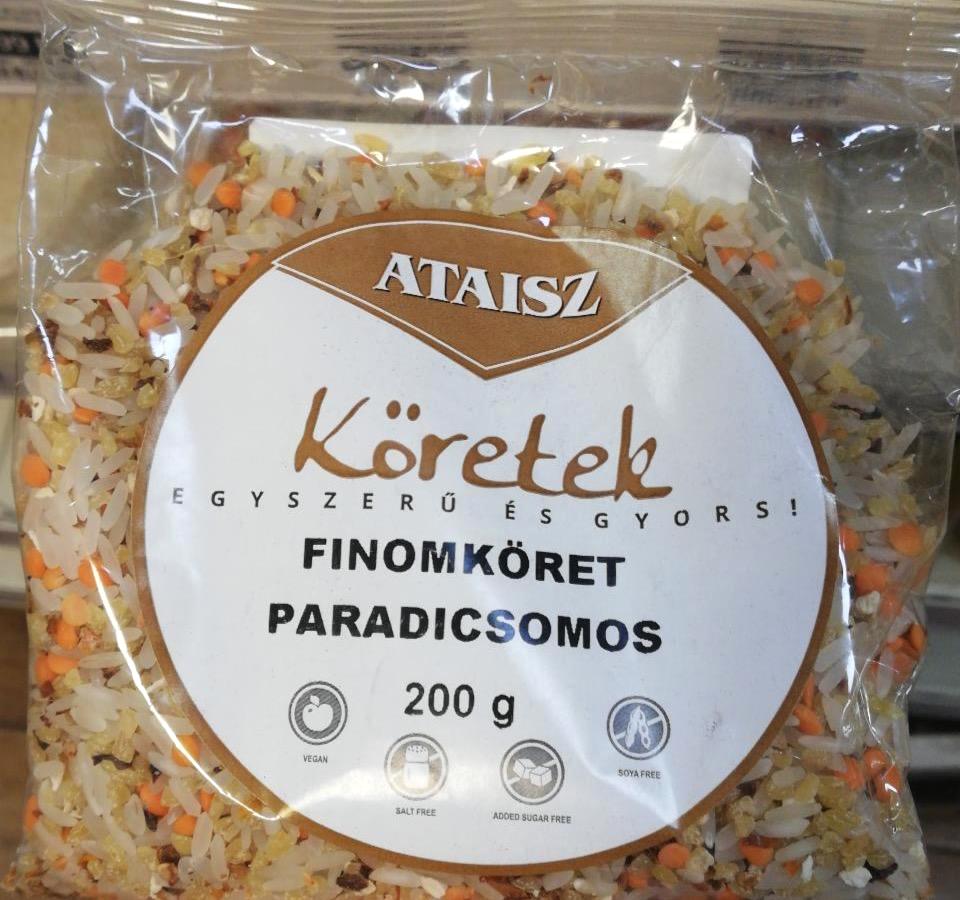 ATAISZ
Köretek
EGYSZERŰ ÉS GYORS!
FINOMKÖRET
PARADICSOMOS
200 g
VEGAN
SALT FREE
ADDED SUGAR FREE
SOYA FREE